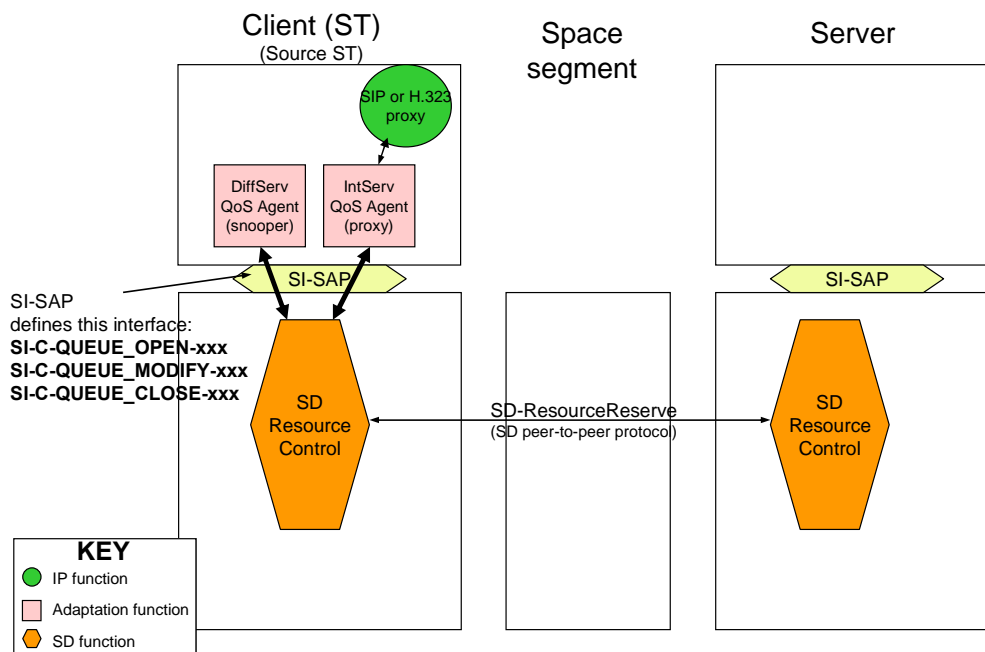 Client (ST)
(Source ST)
Space
segment
Server
SIP or H.323
proxy
DiffServ
QoS Agent
(snooper)
IntServ
QoS Agent
(proxy)
SI-SAP
SI-SAP
SI-SAP
defines this interface:
SI-C-QUEUE_OPEN-xxx
SI-C-QUEUE_MODIFY-xxx
SI-C-QUEUE_CLOSE-xxx
SD
Resource
Control
SD-ResourceReserve
(SD peer-to-peer protocol)
SD
Resource
Control
KEY
IP function
Adaptation function
SD function